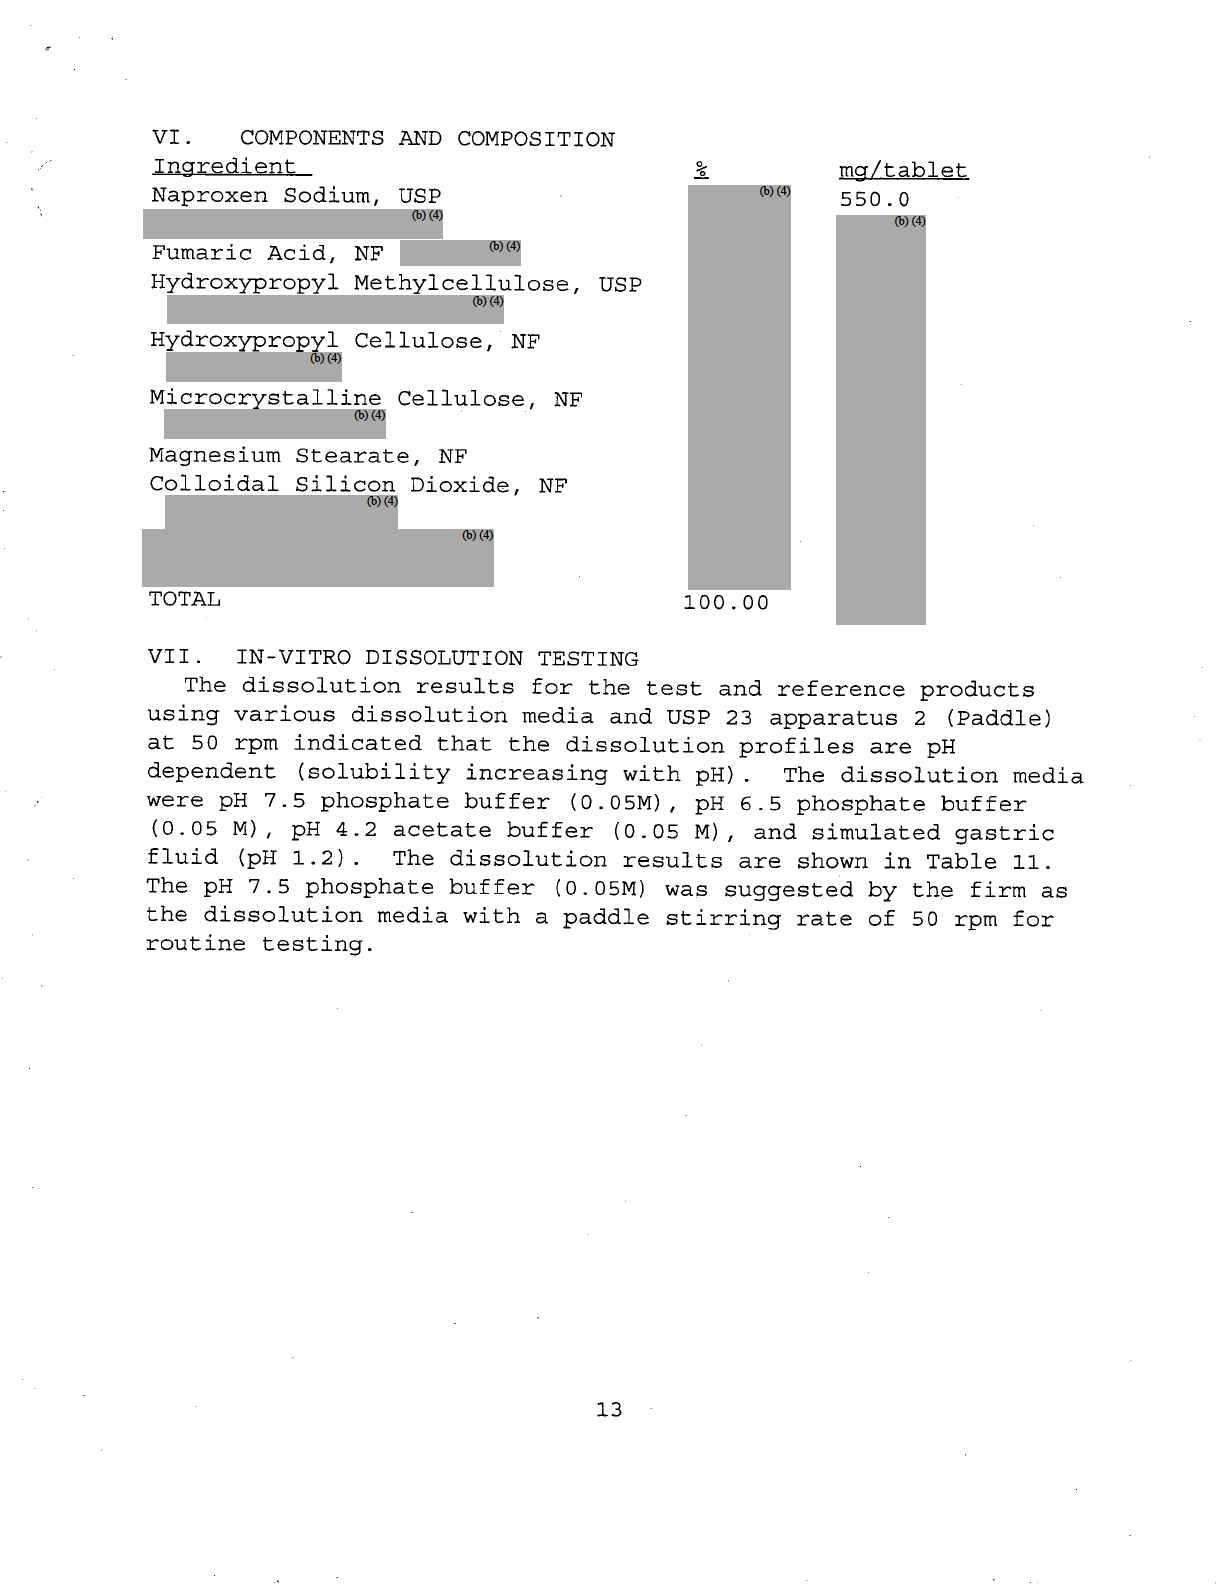 VI. COMPONENTS AND COMPOSITION
Ingredient % mg/tablet
Naproxen Sodium, USP (b) (4) 550.0
(b) (4) (b) (4)
Fumaric Acid, NF (b) (4)
Hydroxypropyl Methylcellulose, USP
(b) (4)
Hydroxypropyl Cellulose, NF
(b) (4)
Microcrystalline Cellulose, NF
(b) (4)
Magnesium Stearate, NF
Colloidal Silicon Dioxide, NF
(b) (4)
(b) (4)
TOTAL 100.00
VII. IN-VITRO DISSOLUTION TESTING
The dissolution results for the test and reference products
using various dissolution media and USP 23 apparatus 2 (Paddle)
at 50 rpm indicated that the dissolution profiles are pH
dependent (solubility increasing with pH). The dissolution media
were pH 7.5 phosphate buffer (0.05M), pH 6.5 phosphate buffer
(0.05 M), pH 4.2 acetate buffer (0.05 M), and simulated gastric
fluid (pH 1.2). The dissolution results are shown in Table 11.
The pH 7.5 phosphate buffer (0.05M) was suggested by the firm as
the dissolution media with a paddle stirring rate of 50 rpm for
routine testing.
13